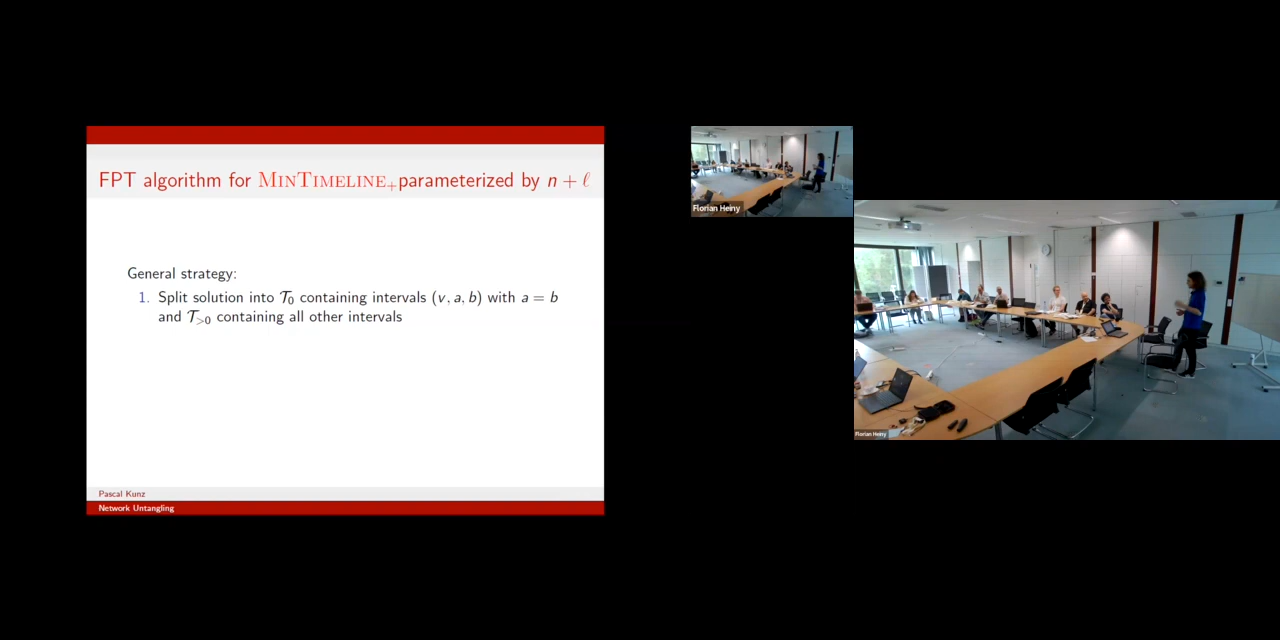 FPT algorithm for MINTIMELINE₊parameterized by n + ℓ
General strategy:
1. Split solution into 𝒯₀ containing intervals (v, a, b) with a = b
and 𝒯>₀ containing all other intervals
Pascal Kunz
Network Untangling
Florian Heiny
Florian Heiny